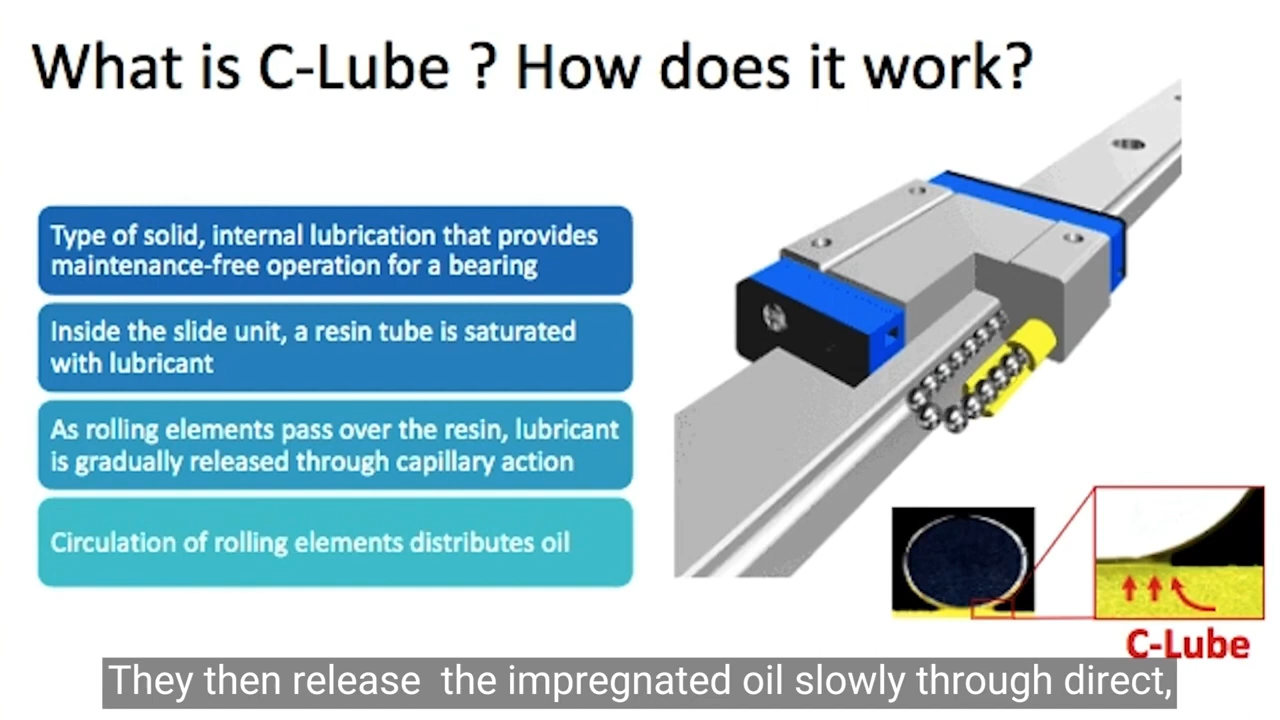 What is C-Lube ? How does it work?
Type of solid, internal lubrication that provides
maintenance-free operation for a bearing
Inside the slide unit, a resin tube is saturated
with lubricant
As rolling elements pass over the resin, lubricant
is gradually released through capillary action
Circulation of rolling elements distributes oil
C-Lube
They then release the impregnated oil slowly through direct,